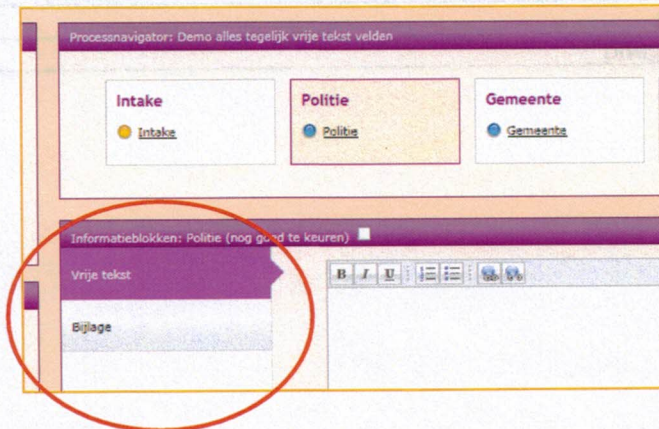 Processnavigator: Demo alles tegelijk vrije tekst velden
Intake
Politie
Gemeente
Intake
Politie
Gemeente
Informatieblokken: Politie (nog goed te keuren)
Vrije tekst
B I U
Bijlage